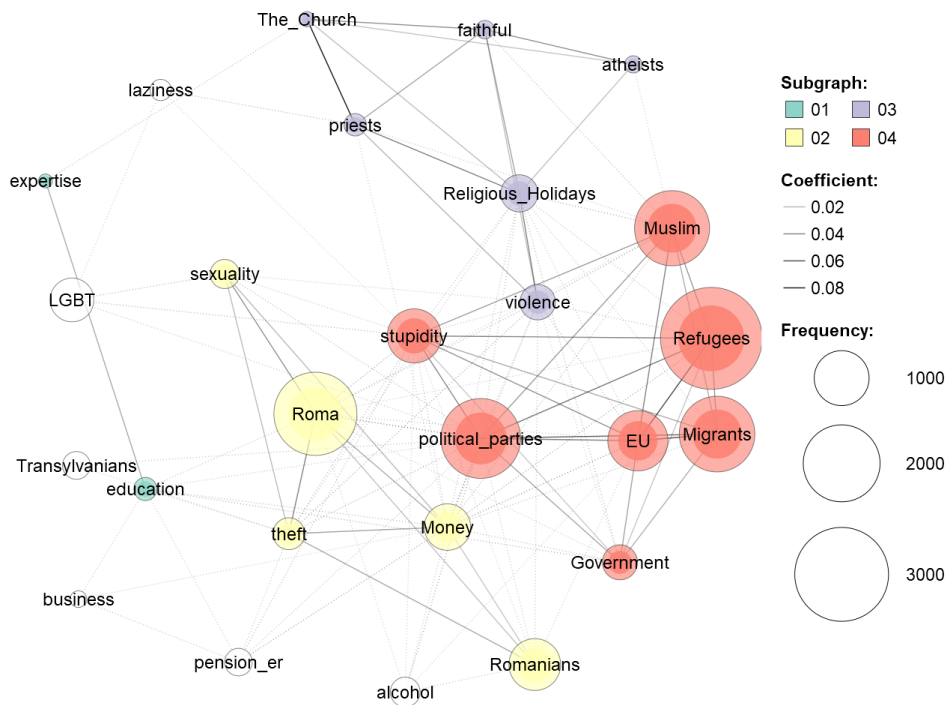 The_Church
faithful
atheists
laziness
priests
expertise
Religious_Holidays
Muslim
sexuality
LGBT
violence
stupidity
Refugees
Roma
political_parties
EU
Migrants
Transylvanians
education
theft
Money
Government
business
pension_er
Romanians
alcohol
Subgraph:
01 03
02 04
Coefficient:
0.02
0.04
0.06
0.08
Frequency:
1000
2000
3000